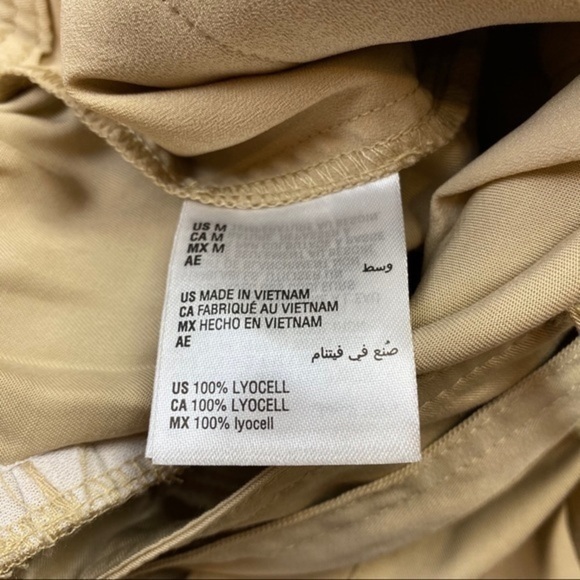 US M
CA M
MX M
AE
وسط
US MADE IN VIETNAM
CA FABRIQUÉ AU VIETNAM
MX HECHO EN VIETNAM
AE
صُنع في فيتنام
US 100% LYOCELL
CA 100% LYOCELL
MX 100% lyocell